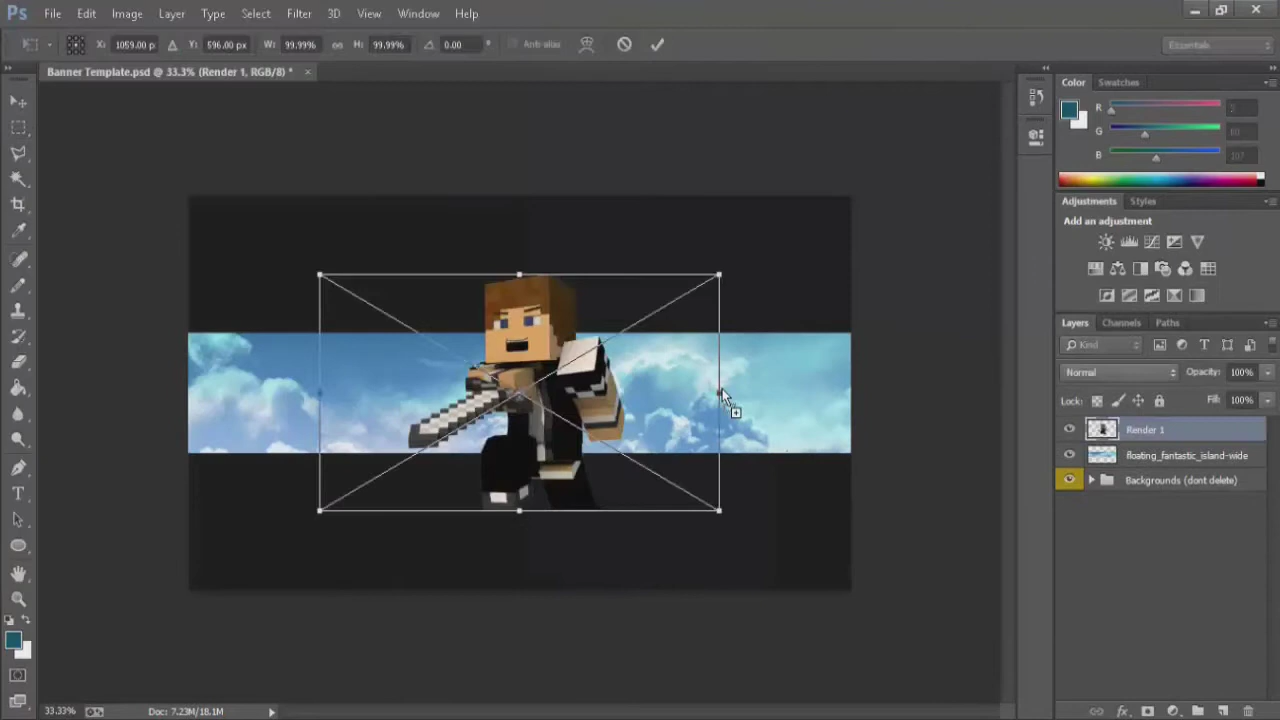 Ps File Edit Image Layer Type Select Filter 3D View Window Help
X: 1059.00 p Y: 596.00 px W: 99.99% H: 99.99% 0.00 ° Anti-alias Essentials
Banner Template.psd @ 33.3% (Render 1, RGB/8) * ×
Color Swatches
R
G
B 107
Adjustments Styles
Add an adjustment
Layers Channels Paths
Kind
Normal Opacity: 100%
Lock: Fill: 100%
Render 1
floating_fantastic_island-wide
Backgrounds (dont delete)
33.33% Doc: 7.23M/18.1M